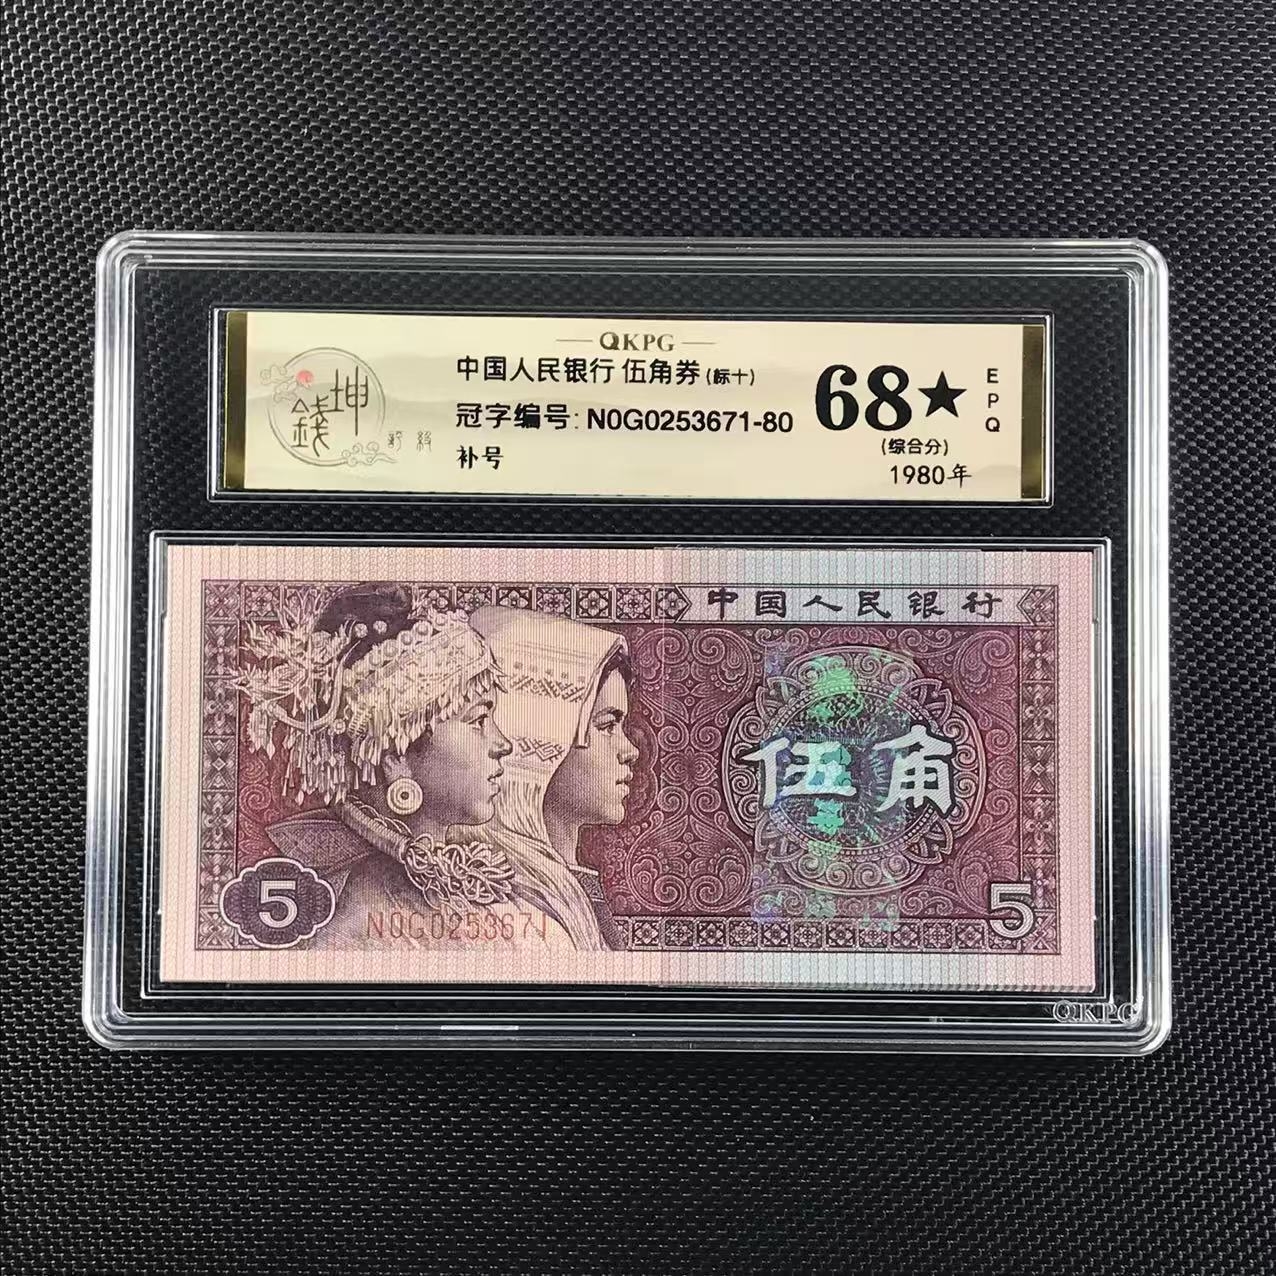 QKPG
中国人民银行 伍角券(标十)
冠字编号: N0G0253671-80
补号
坤
錢
68★
EPQ
(综合分)
1980年
中国人民银行
伍角
5
N0G0253671
5
QKPG